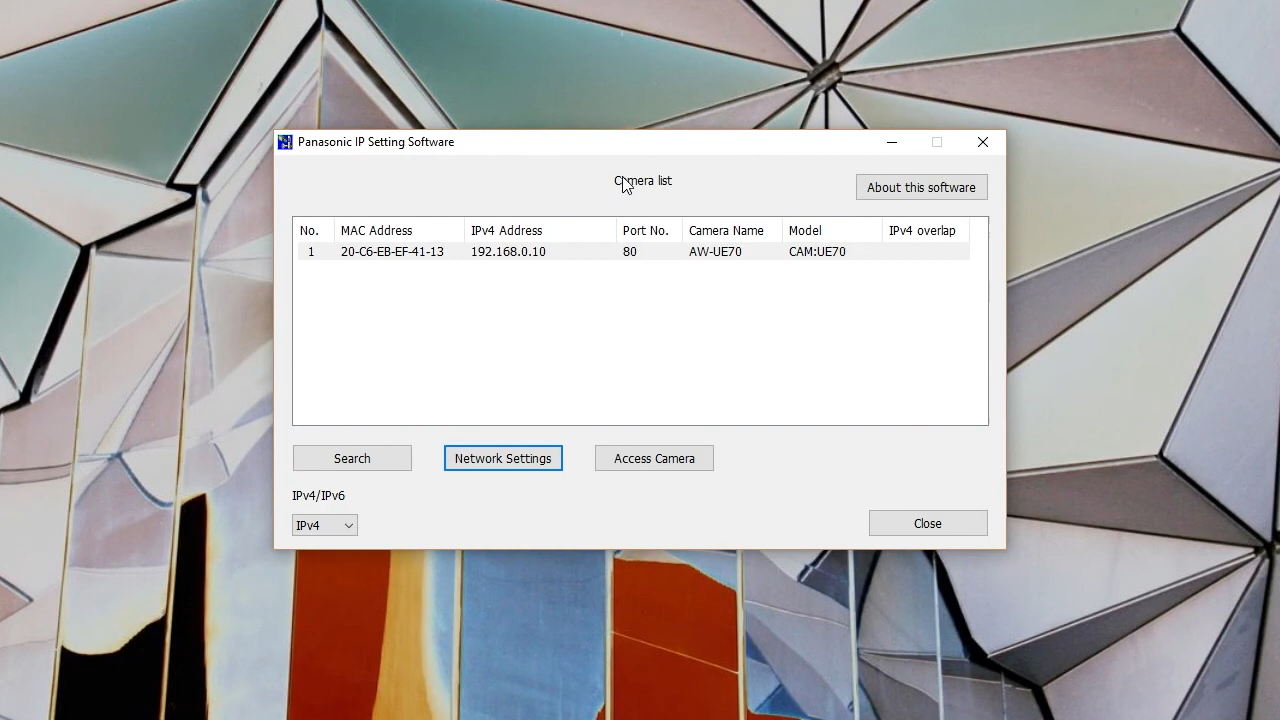 Panasonic IP Setting Software
Camera list
About this software
No. MAC Address IPv4 Address Port No. Camera Name Model IPv4 overlap
1 20-C6-EB-EF-41-13 192.168.0.10 80 AW-UE70 CAM:UE70
Search Network Settings Access Camera
IPv4/IPv6
IPv4
Close